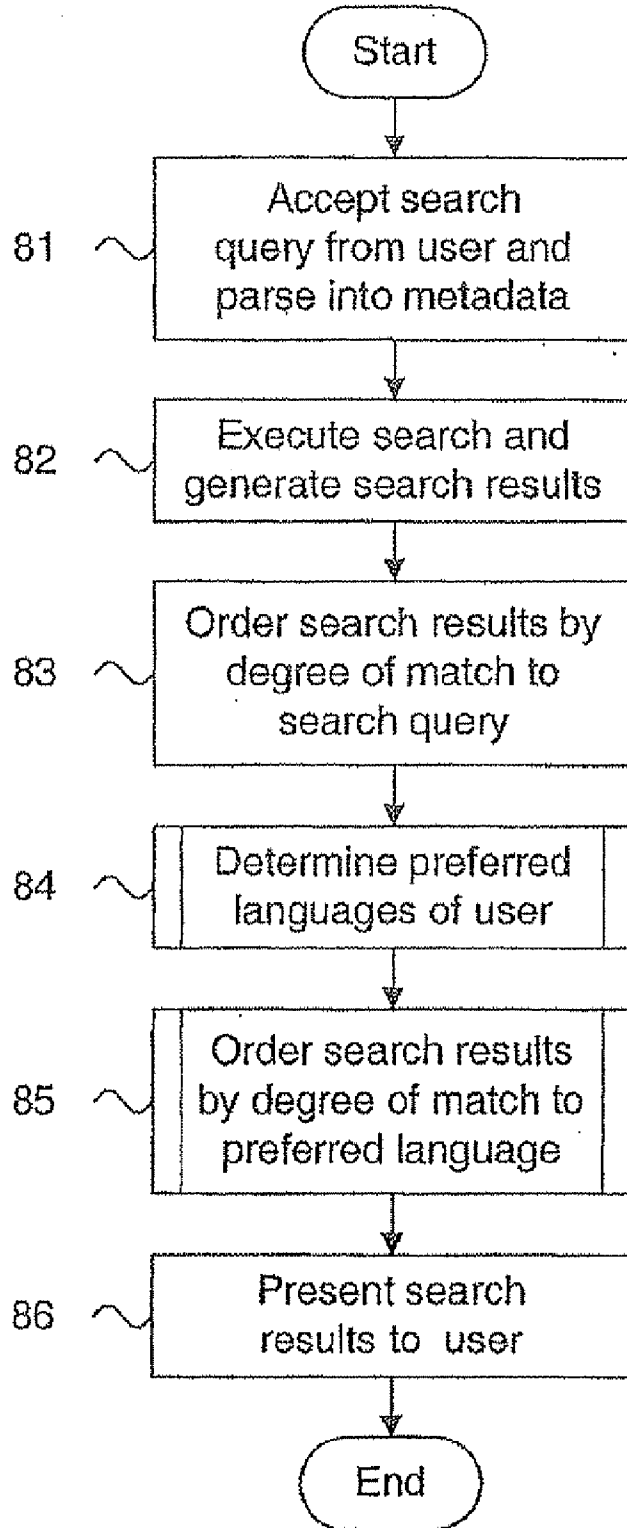 Start
81
Accept search
query from user and
parse into metadata
82
Execute search and
generate search results
83
Order search results by
degree of match to
search query
84
Determine preferred
languages of user
85
Order search results
by degree of match to
preferred language
86
Present search
results to user
End